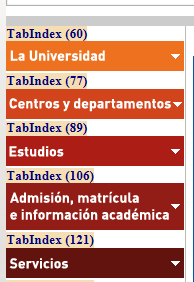 TabIndex (60)
La Universidad
TabIndex (77)
Centros y departamentos
TabIndex (89)
Estudios
TabIndex (106)
Admisión, matrícula
e información académica
TabIndex (121)
Servicios